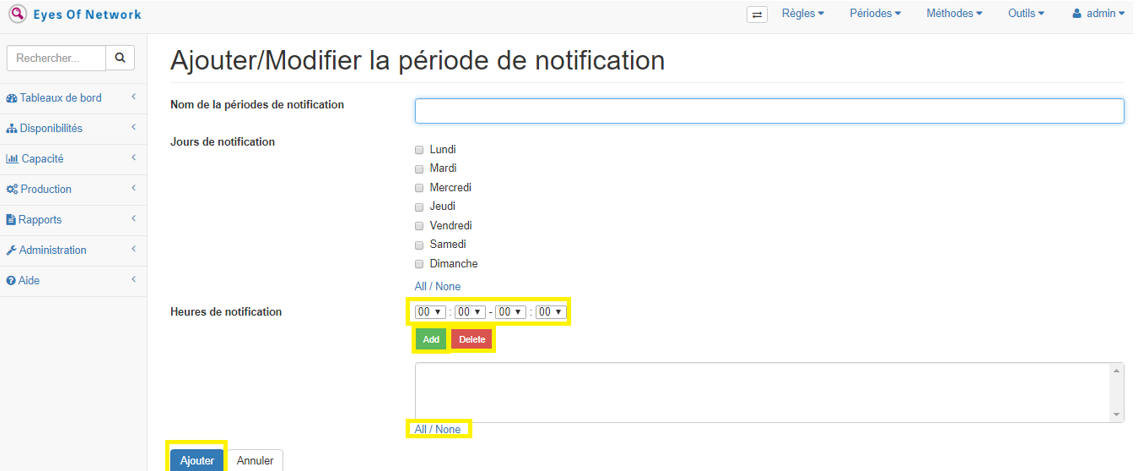 Eyes Of Network
Règles Périodes Méthodes Outils admin
Rechercher...
Ajouter/Modifier la période de notification
Tableaux de bord
Disponibilités
Capacité
Production
Rapports
Administration
Aide
Nom de la périodes de notification
Jours de notification
Lundi
Mardi
Mercredi
Jeudi
Vendredi
Samedi
Dimanche
All / None
Heures de notification
00 : 00 - 00 : 00
Add Delete
All / None
Ajouter Annuler